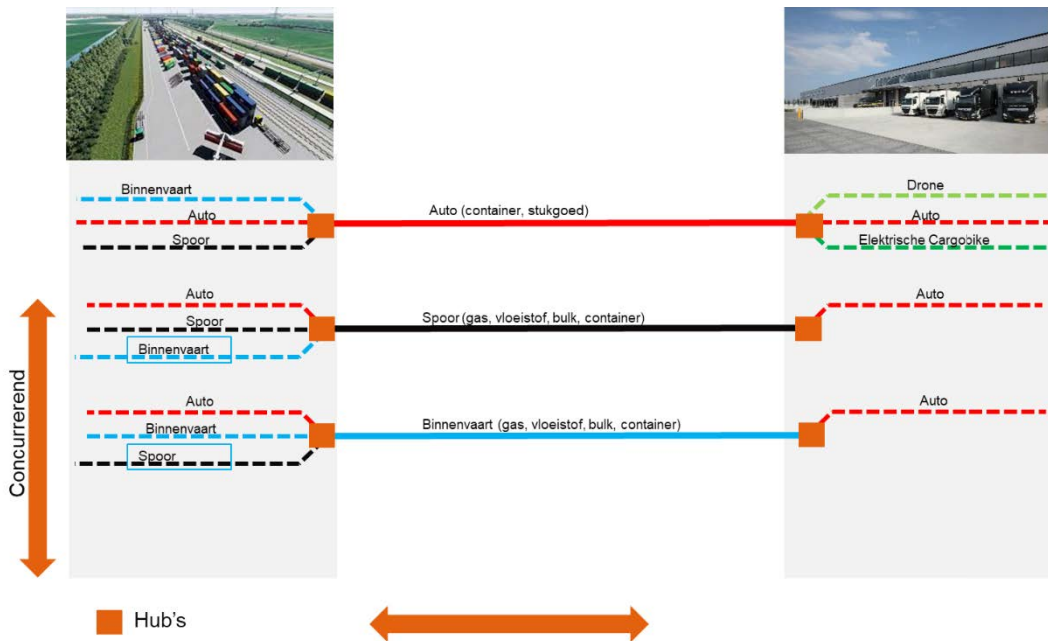 Binnenvaart
Auto
Spoor
Auto (container, stukgoed)
Drone
Auto
Elektrische Cargobike
Auto
Spoor
Binnenvaart
Spoor (gas, vloeistof, bulk, container)
Auto
Auto
Binnenvaart
Spoor
Binnenvaart (gas, vloeistof, bulk, container)
Auto
Concurrerend
Hub's